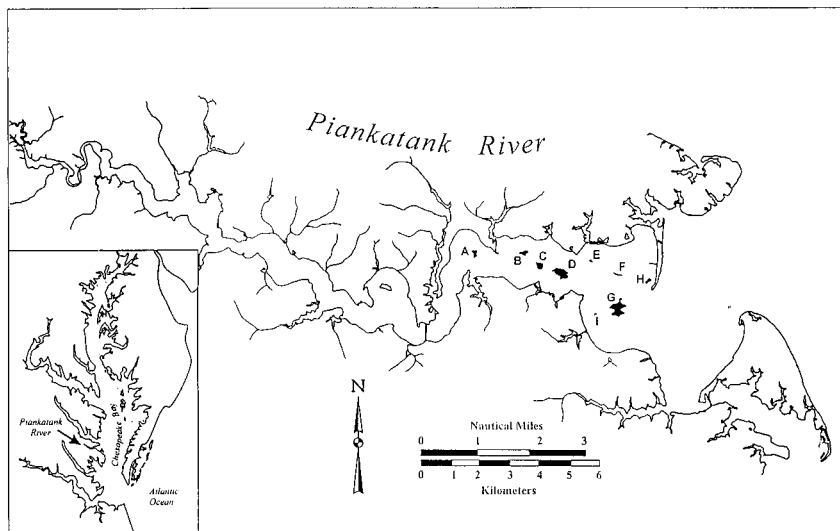 Piankatank River
A
B
C
D
E
F
G
H
I
N
Nautical Miles
0 1 2 3
0 1 2 3 4 5 6
Kilometers
Piankatank
River
Chesapeake Bay
Atlantic
Ocean